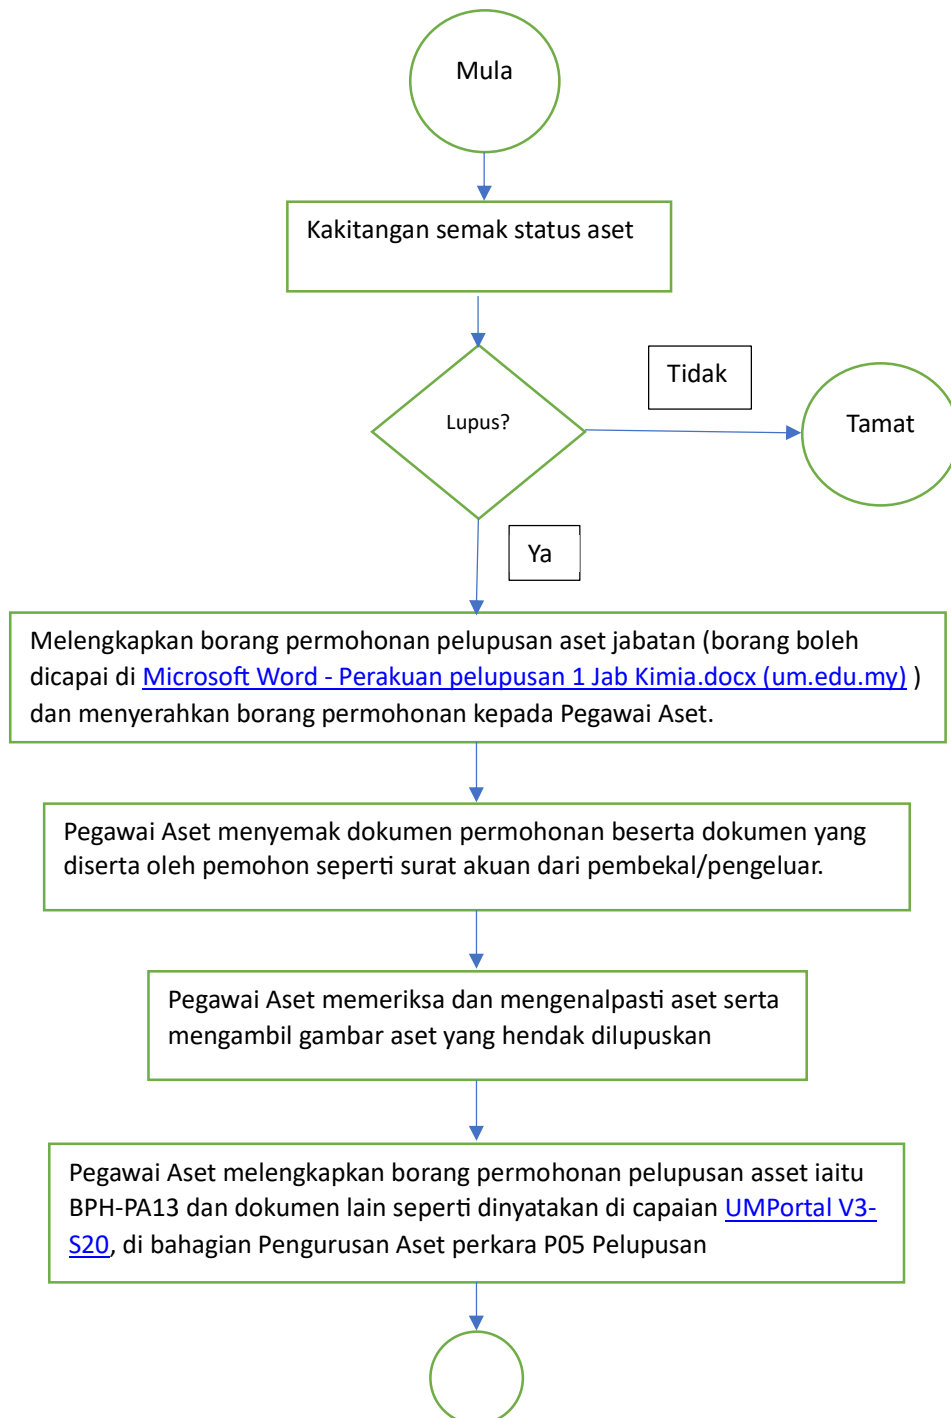 Mula
Kakitangan semak status aset
Lupus?
Tidak
Tamat
Ya
Melengkapkan borang permohonan pelupusan aset jabatan (borang boleh
dicapai di Microsoft Word - Perakuan pelupusan 1 Jab Kimia.docx (um.edu.my) )
dan menyerahkan borang permohonan kepada Pegawai Aset.
Pegawai Aset menyemak dokumen permohonan beserta dokumen yang
diserta oleh pemohon seperti surat akuan dari pembekal/pengeluar.
Pegawai Aset memeriksa dan mengenalpasti aset serta
mengambil gambar aset yang hendak dilupuskan
Pegawai Aset melengkapkan borang permohonan pelupusan asset iaitu
BPH-PA13 dan dokumen lain seperti dinyatakan di capaian UMPortal V3-
S20, di bahagian Pengurusan Aset perkara P05 Pelupusan